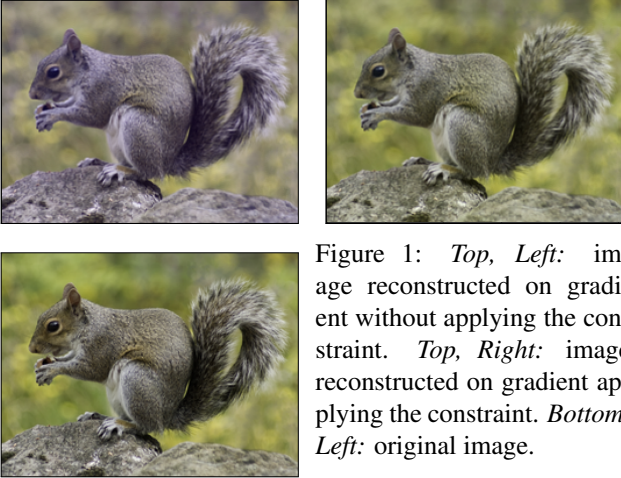 Figure 1: Top, Left: im-
age reconstructed on gradi-
ent without applying the con-
straint. Top, Right: image
reconstructed on gradient ap-
plying the constraint. Bottom,
Left: original image.